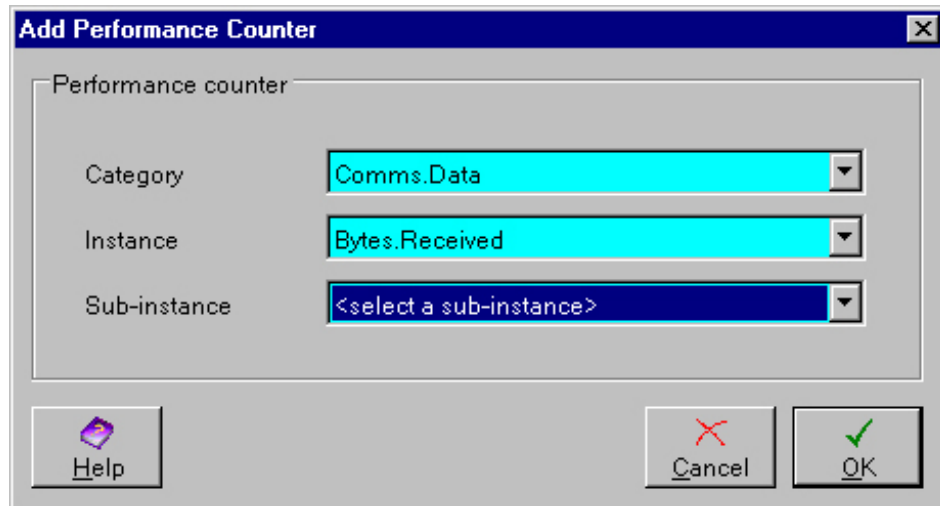 Add Performance Counter
Performance counter
Category Comms.Data
Instance Bytes.Received
Sub-instance <select a sub-instance>
Help Cancel OK